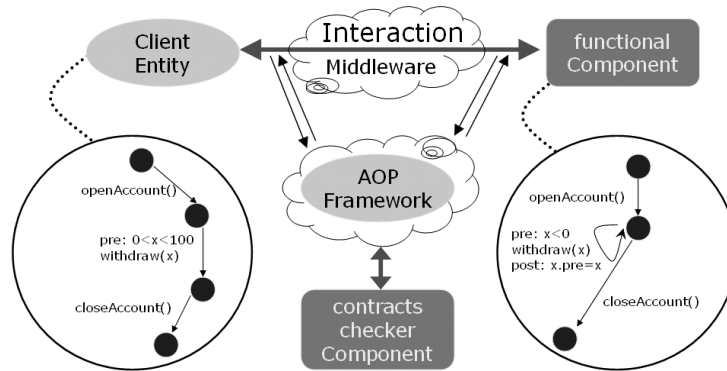 Client
Entity
Interaction
Middleware
functional
Component
AOP
Framework
contracts
checker
Component
openAccount()
pre: 0<x<100
withdraw(x)
closeAccount()
openAccount()
pre: x<0
withdraw(x)
post: x.pre=x
closeAccount()